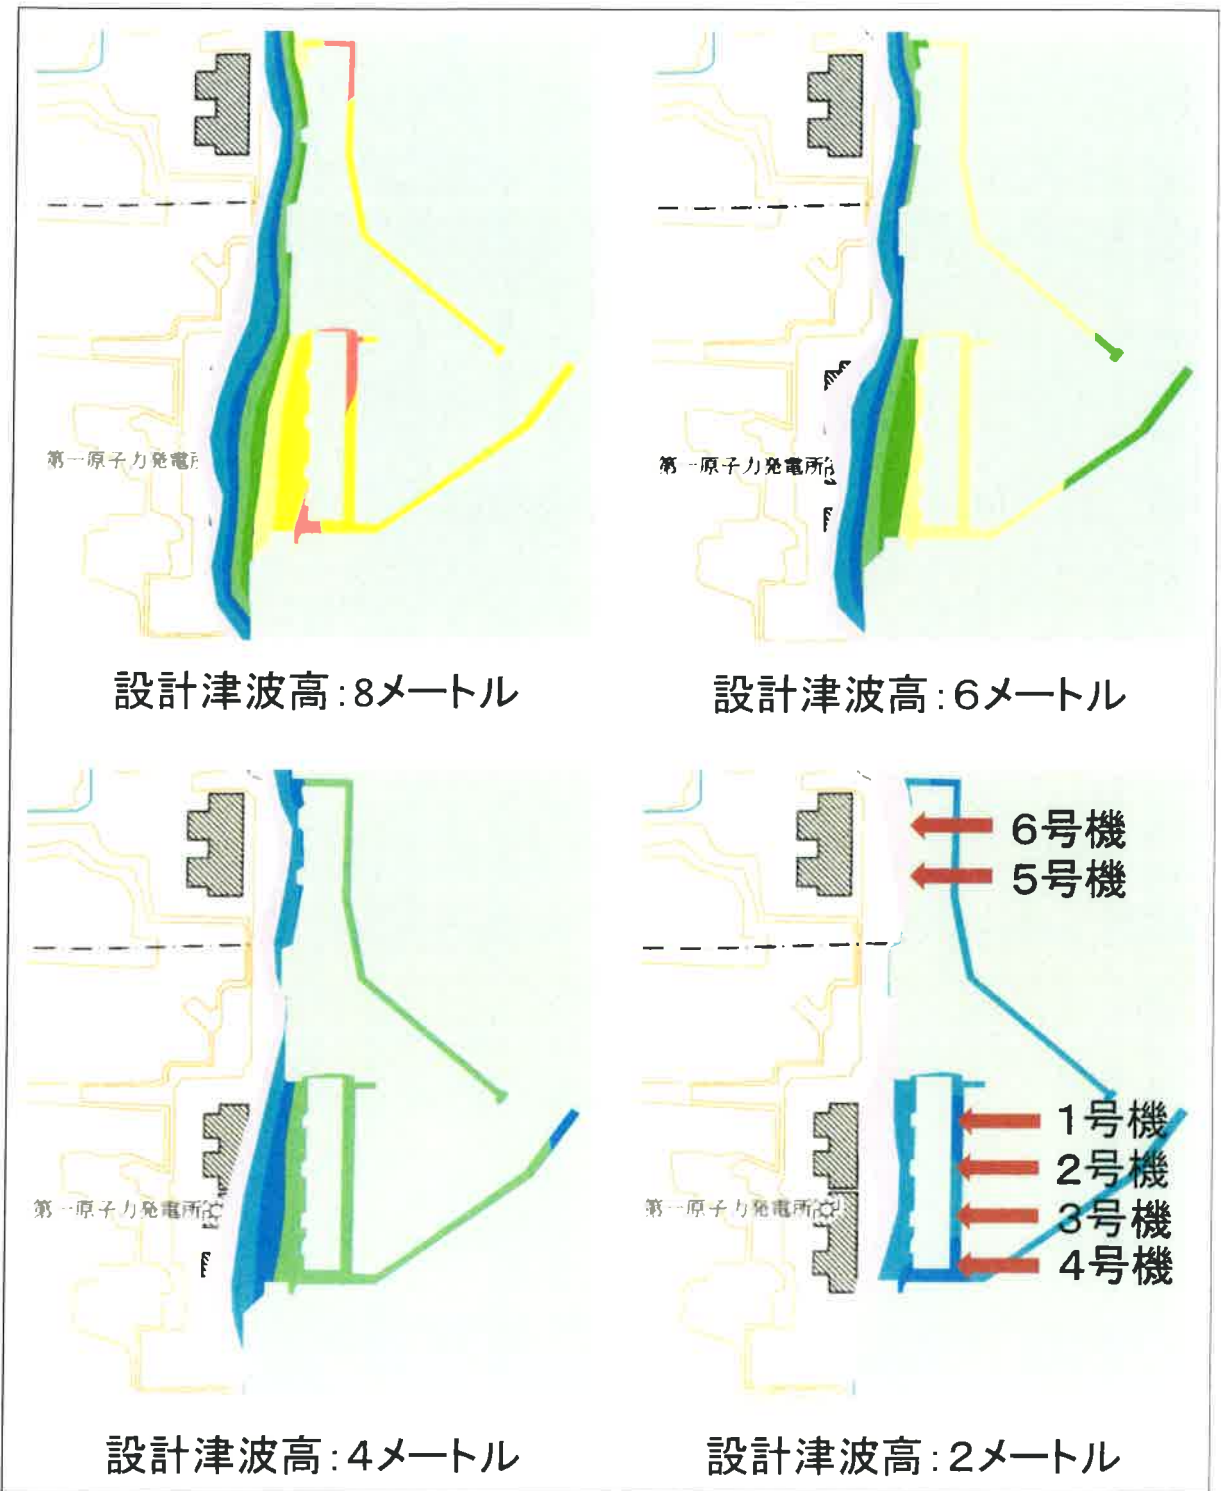 第一原子力発電所
第一原子力発電所
設計津波高:8メートル
設計津波高:6メートル
6号機
5号機
1号機
2号機
3号機
4号機
第一原子力発電所
第一原子力発電所
設計津波高:4メートル
設計津波高:2メートル